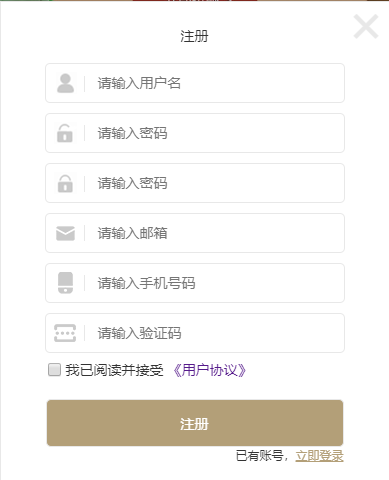 注册
请输入用户名
请输入密码
请输入密码
请输入邮箱
请输入手机号码
请输入验证码
我已阅读并接受 《用户协议》
注册
已有账号，立即登录